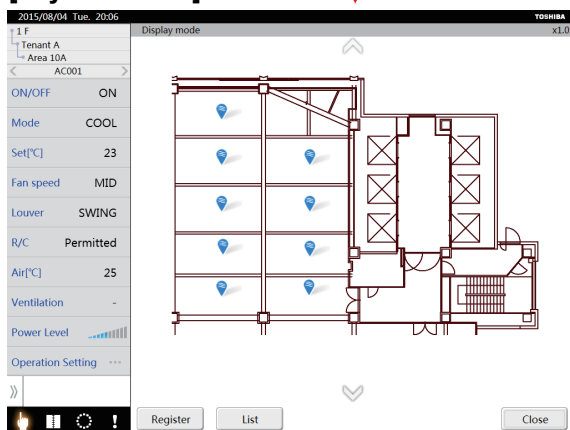 2015/08/04 Tue. 20:06
TOSHIBA
1 F
Tenant A
Area 10A
AC001
ON/OFF ON
Mode COOL
Set[℃] 23
Fan speed MID
Louver SWING
R/C Permitted
Air[℃] 25
Ventilation -
Power Level
Operation Setting ...
Display mode x1.0
Register List Close